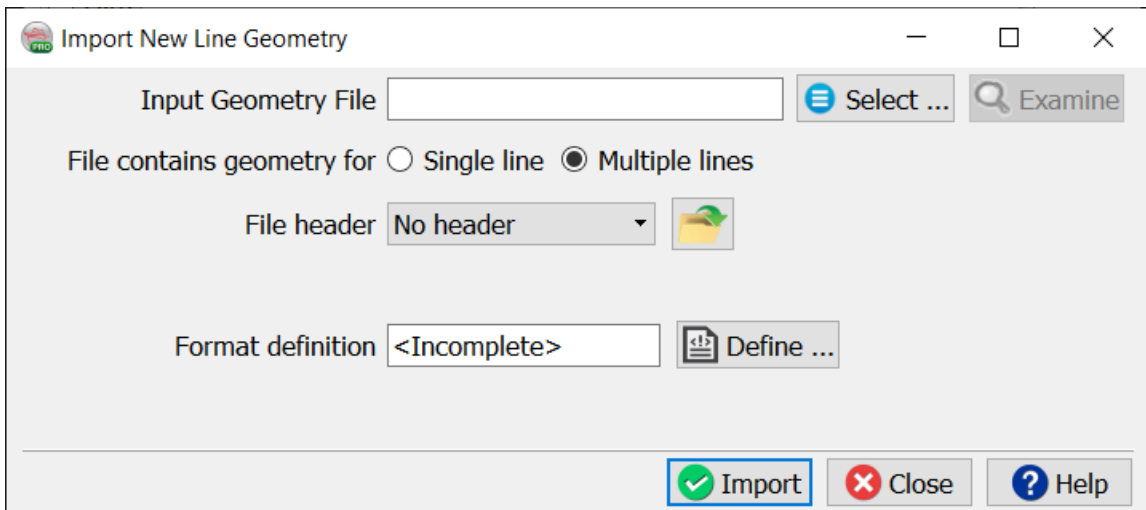 PRO Import New Line Geometry
Input Geometry File Select ... Examine
File contains geometry for Single line Multiple lines
File header No header
Format definition <Incomplete> <!> Define ...
Import Close ? Help